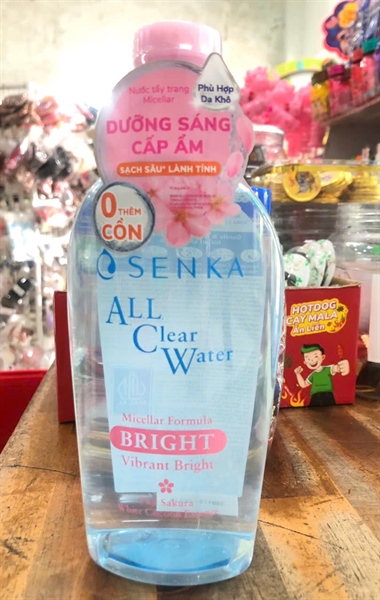 Nước tẩy trang
Micellar
Phù Hợp
Da Khô
DƯỠNG SÁNG
CẤP ẨM
SẠCH SÂU* LÀNH TÍNH
0 THÊM
CỒN
SENKA
ALL
Clear
Water
Micellar Formula
BRIGHT
Vibrant Bright
Sakura
HOTDOG
CAY MALA
Ăn Liền